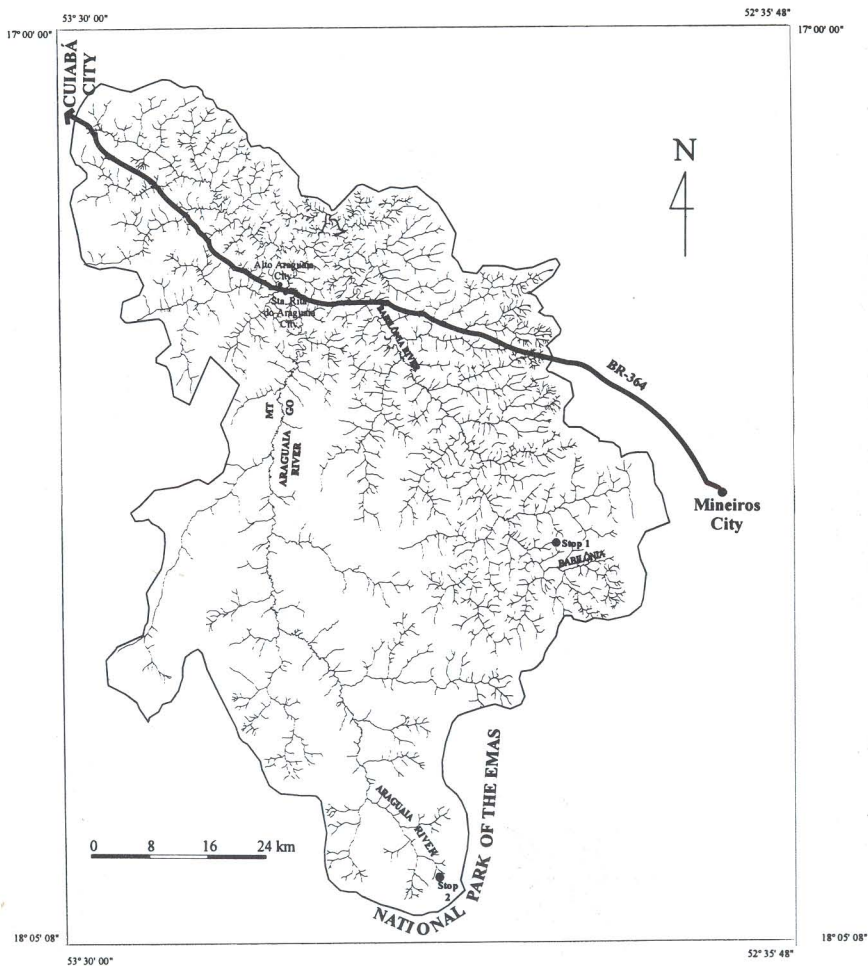 53° 30' 00"
52° 35' 48"
17° 00' 00"
17° 00' 00"
CUIABÁ
CITY
N
Alto Araguaia
City
Sta. Rita
do Araguaia
City
BABILÔNIA RIVER
BR-364
MT
GO
ARAGUAIA
RIVER
Mineiros
City
Stop 1
BABILÔNIA
ARAGUAIA RIVER
0 8 16 24 km
Stop
2
NATIONAL PARK OF THE EMAS
18° 05' 08"
18° 05' 08"
53° 30' 00"
52° 35' 48"